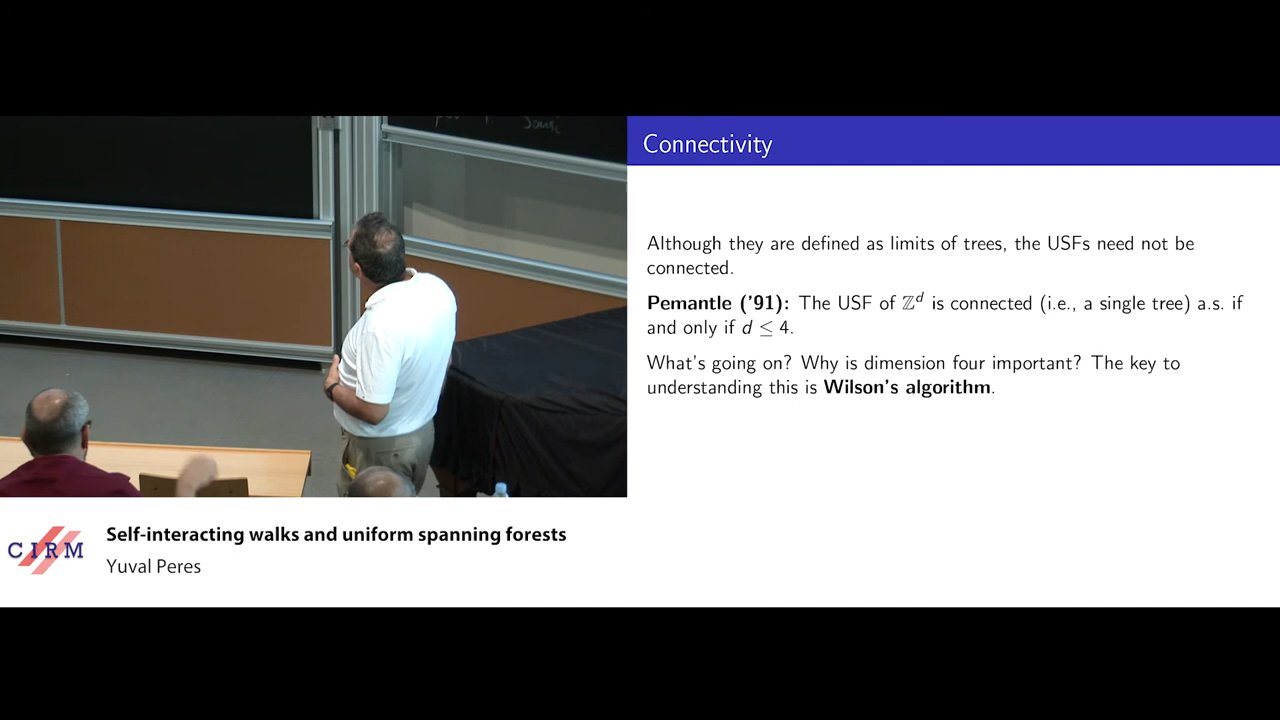 Connectivity
Although they are defined as limits of trees, the USFs need not be
connected.
Pemantle ('91): The USF of ℤᵈ is connected (i.e., a single tree) a.s. if
and only if d ≤ 4.
What's going on? Why is dimension four important? The key to
understanding this is Wilson's algorithm.
CIRM
Self-interacting walks and uniform spanning forests
Yuval Peres